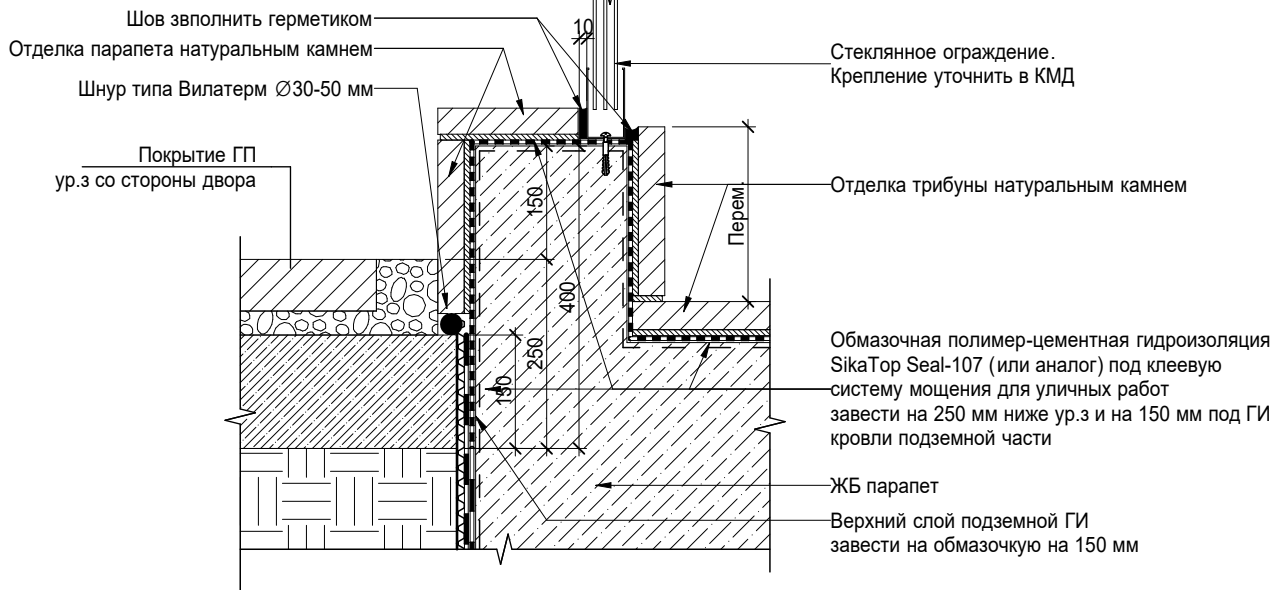 Шов звполнить герметиком
Отделка парапета натуральным камнем
Шнур типа Вилатерм ∅30-50 мм
Покрытие ГП
ур.з со стороны двора
10
Стеклянное ограждение.
Крепление уточнить в КМД
Отделка трибуны натуральным камнем
Перем.
150
400
250
150
Обмазочная полимер-цементная гидроизоляция
SikaTop Seal-107 (или аналог) под клеевую
систему мощения для уличных работ
завести на 250 мм ниже ур.з и на 150 мм под ГИ
кровли подземной части
ЖБ парапет
Верхний слой подземной ГИ
завести на обмазочкую на 150 мм